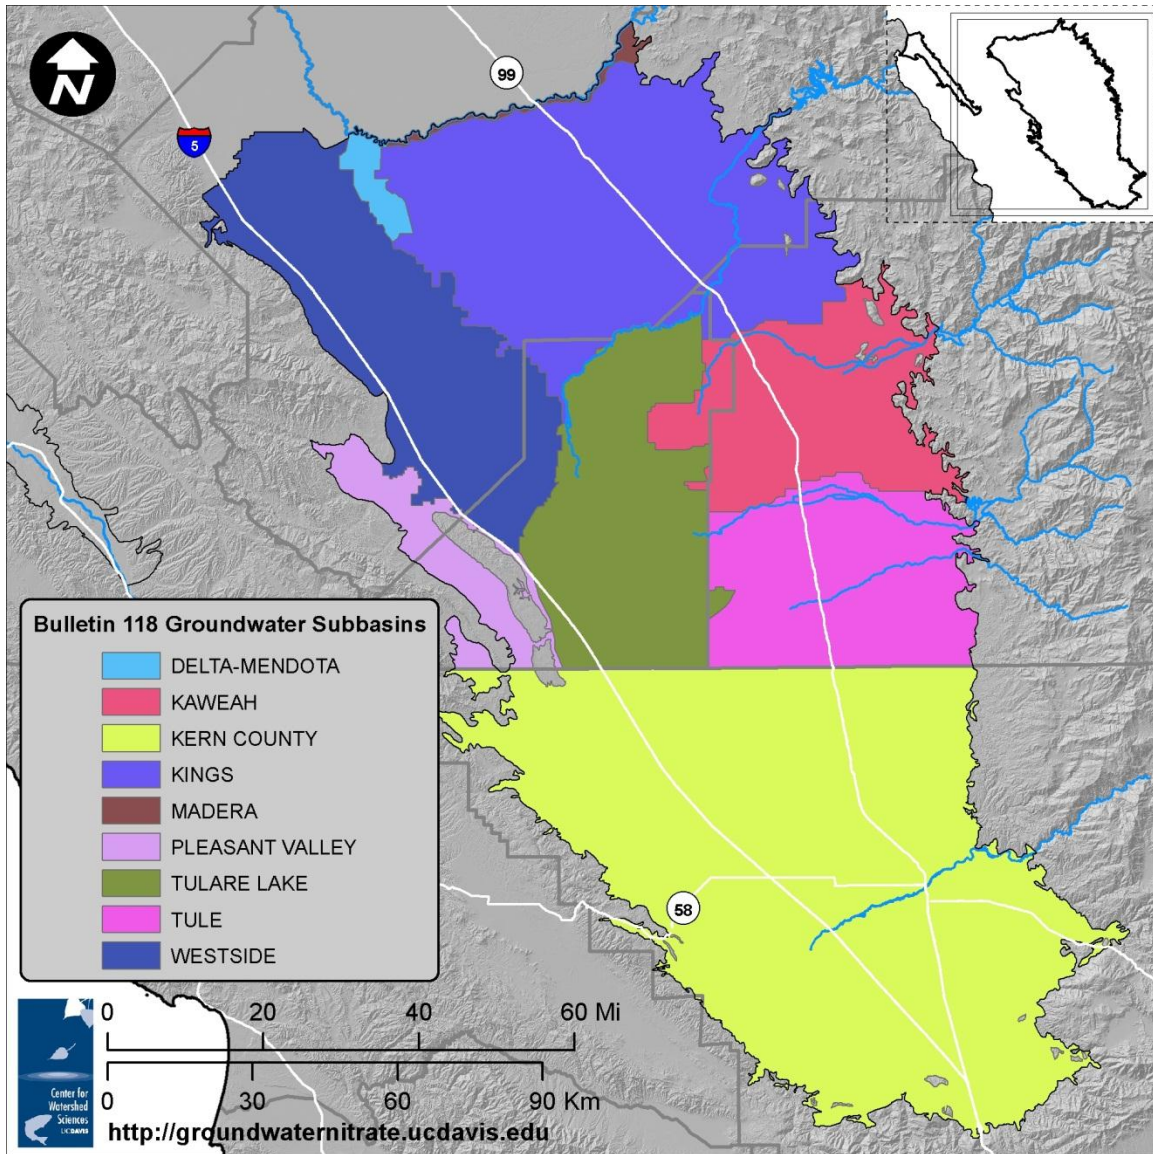 N
99
5
Bulletin 118 Groundwater Subbasins
DELTA-MENDOTA
KAWEAH
KERN COUNTY
KINGS
MADERA
PLEASANT VALLEY
TULARE LAKE
TULE
WESTSIDE
58
0 20 40 60 Mi
0 30 60 90 Km
Center for
Watershed
Sciences
UCDAVIS
http://groundwaternitrate.ucdavis.edu